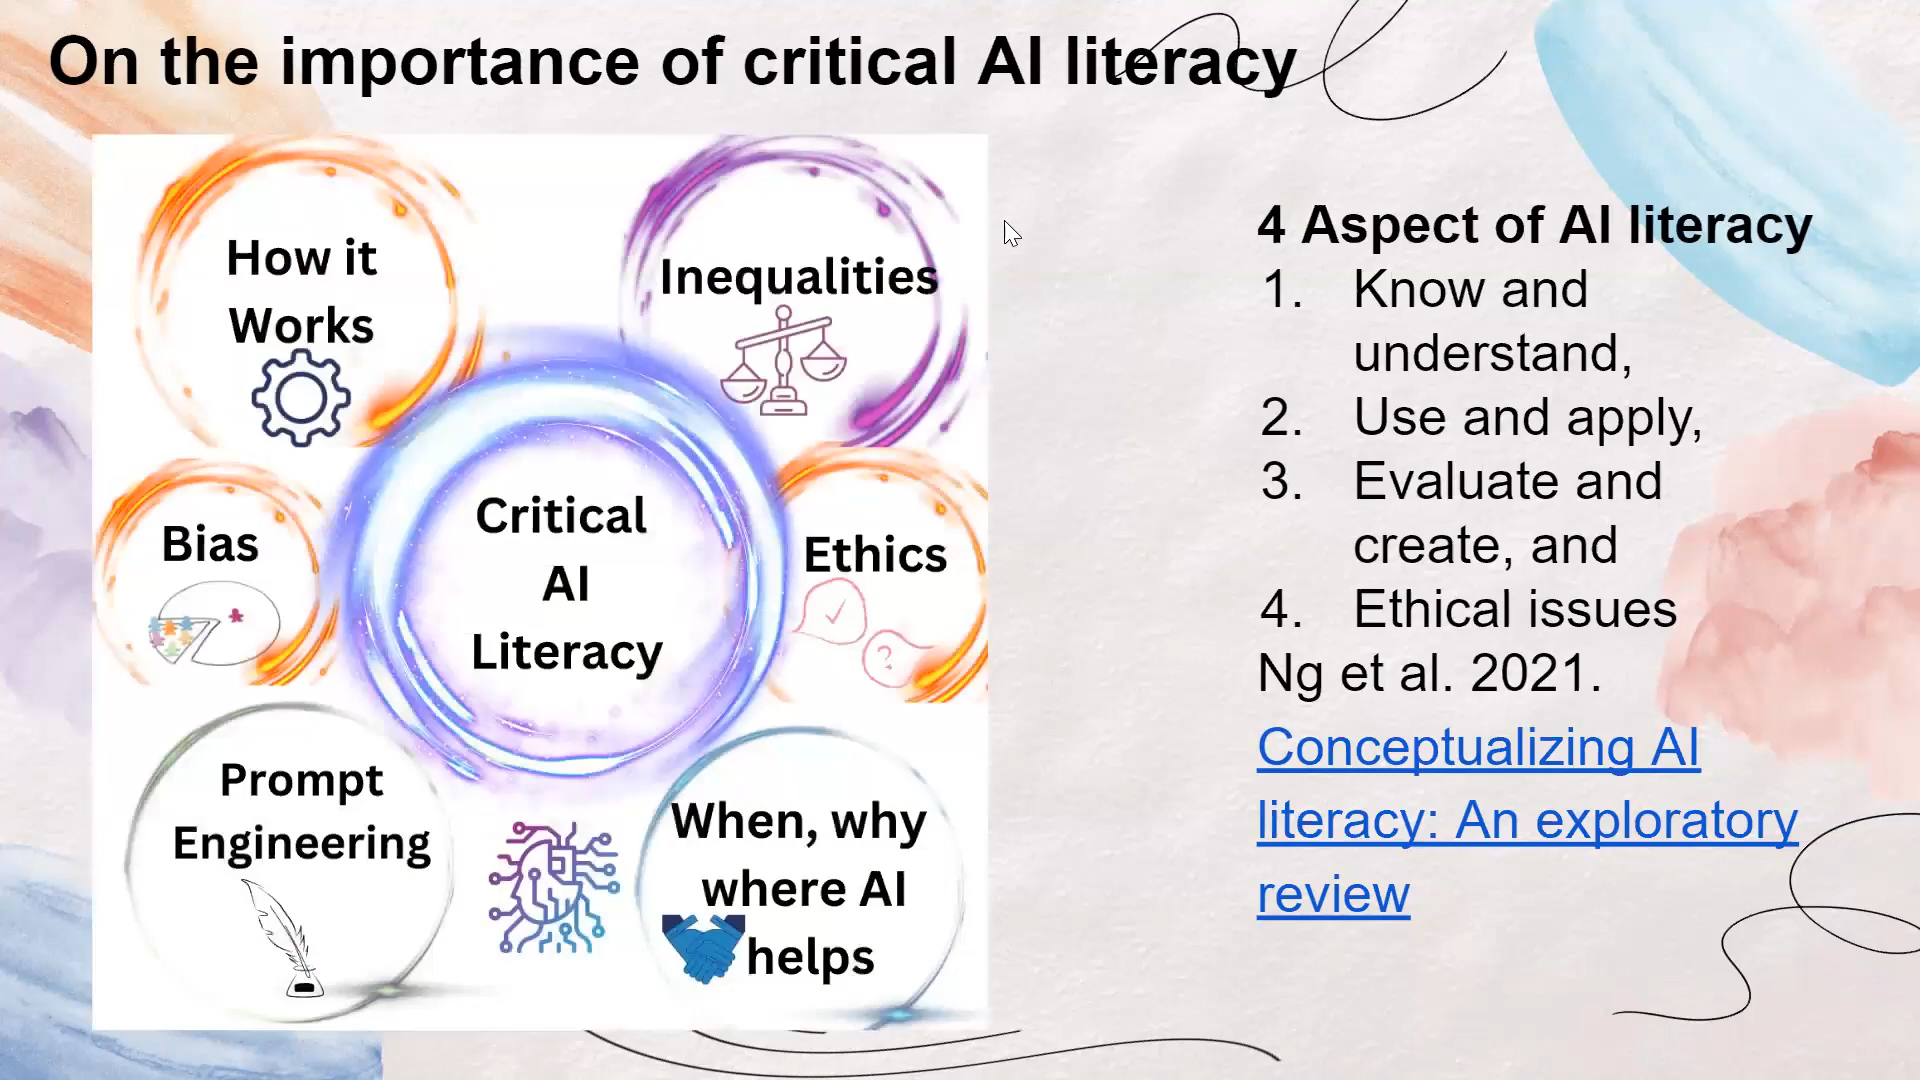 On the importance of critical AI literacy
How it
Works
Inequalities
Bias
Critical
AI
Literacy
Ethics
?
Prompt
Engineering
When, why
where AI
helps
4 Aspect of AI literacy
1. Know and
understand,
2. Use and apply,
3. Evaluate and
create, and
4. Ethical issues
Ng et al. 2021.
Conceptualizing AI
literacy: An exploratory
review